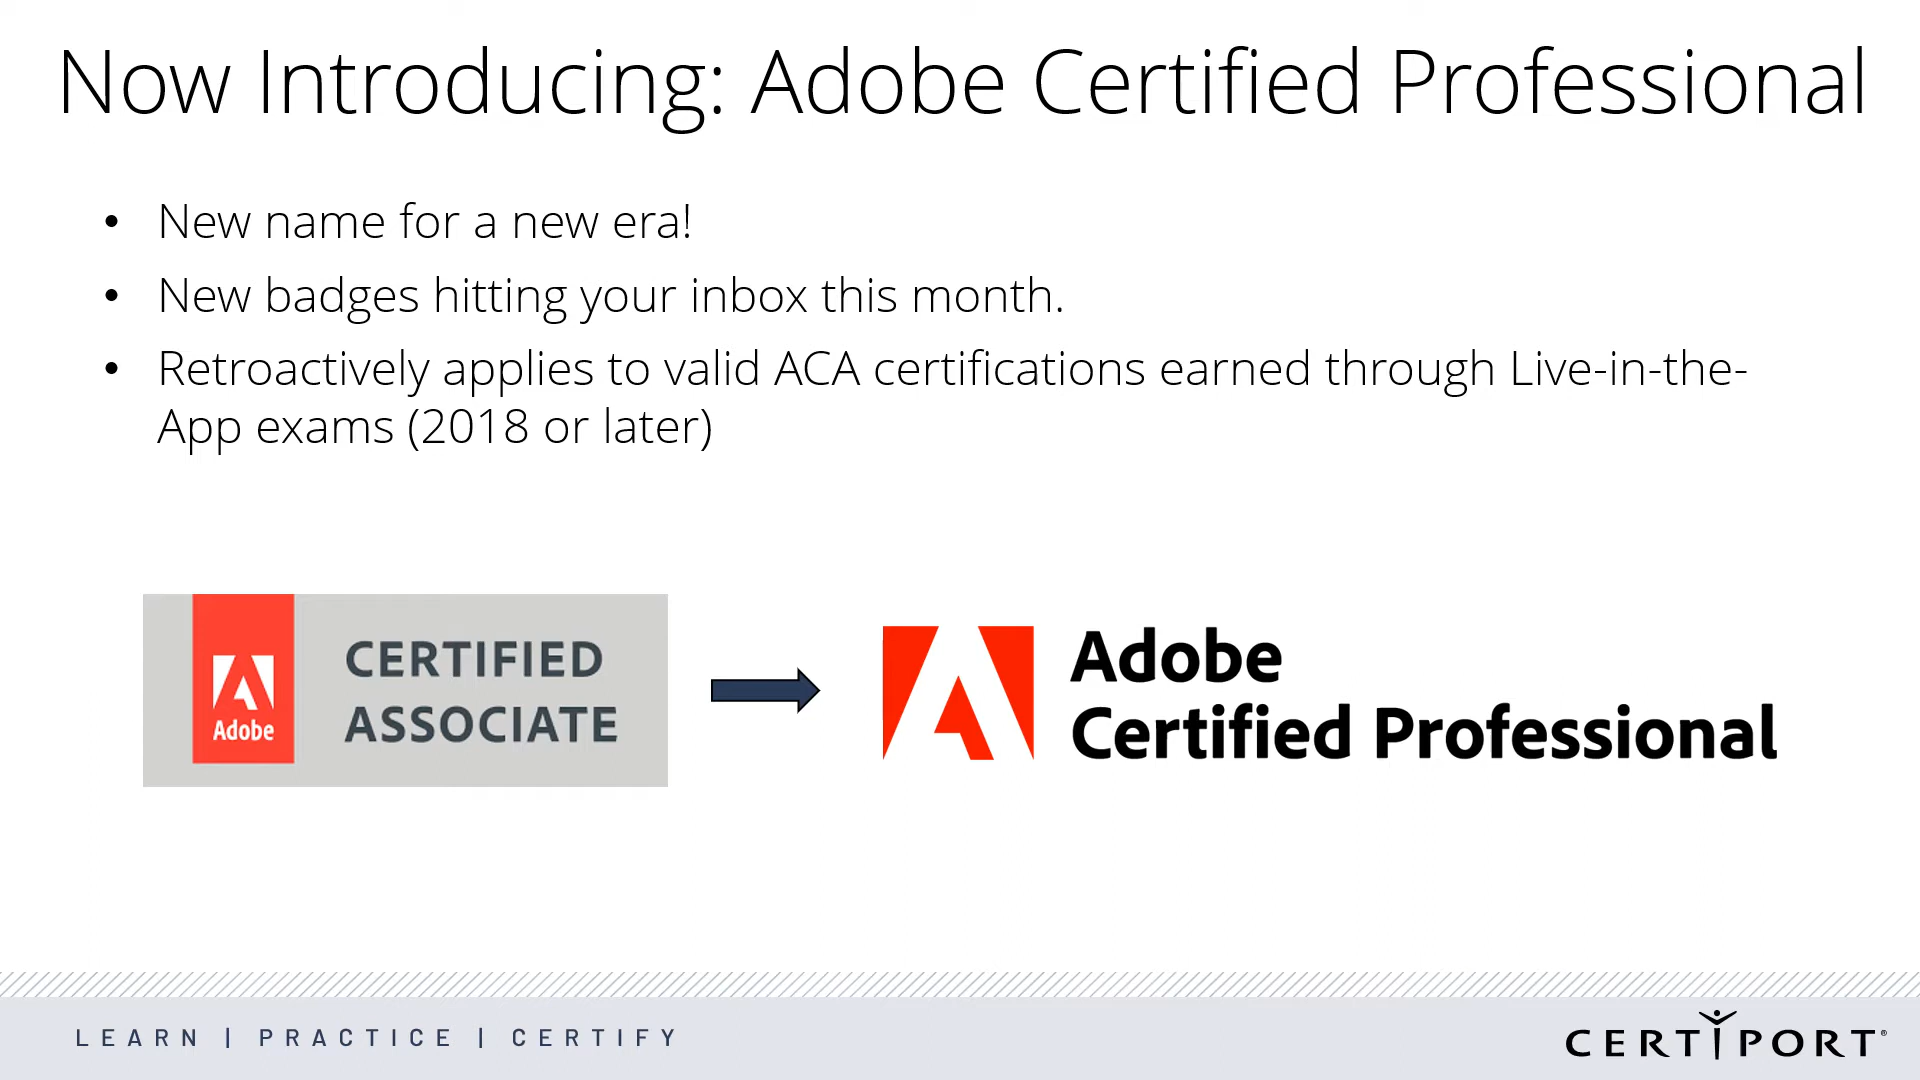 Now Introducing: Adobe Certified Professional
• New name for a new era!
• New badges hitting your inbox this month.
• Retroactively applies to valid ACA certifications earned through Live-in-the-
App exams (2018 or later)
Adobe
CERTIFIED
ASSOCIATE
Adobe
Certified Professional
LEARN | PRACTICE | CERTIFY
CERTIPORT®